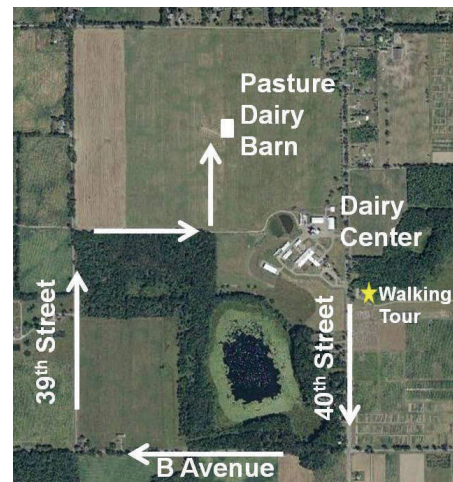 Pasture
Dairy
Barn
Dairy
Center
Walking
Tour
39th Street
40th Street
B Avenue